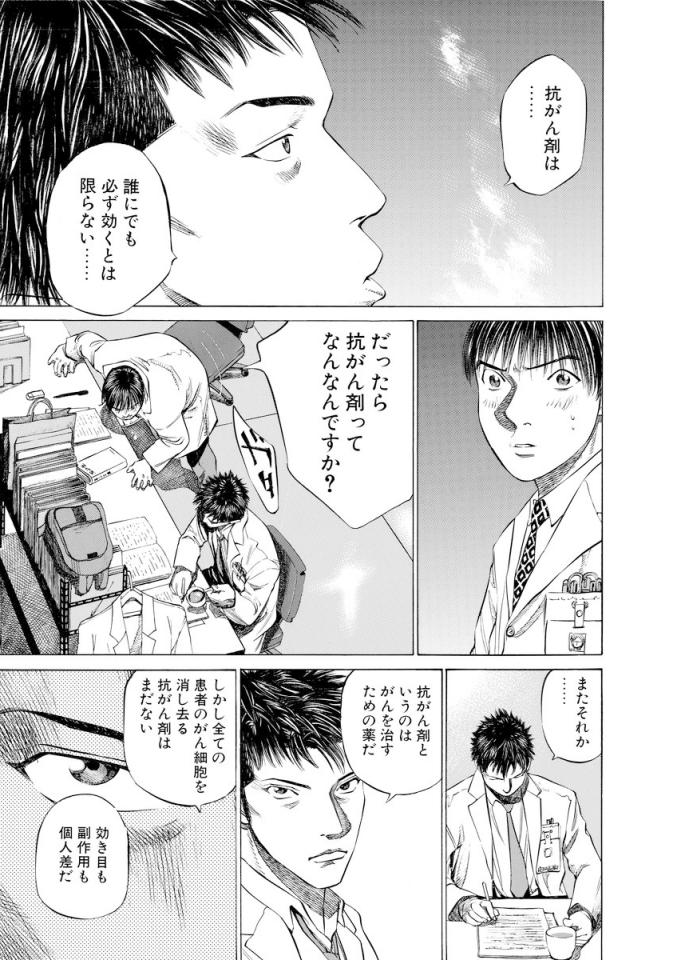 抗がん剤は
……
誰にでも
必ず効くとは
限らない……
だったら
抗がん剤って
なんなんですか？
またそれか
……
抗がん剤と
いうのは
がんを治す
ための薬だ
しかし全ての
患者のがん細胞を
消し去る
抗がん剤は
まだない
効き目も
副作用も
個人差だ